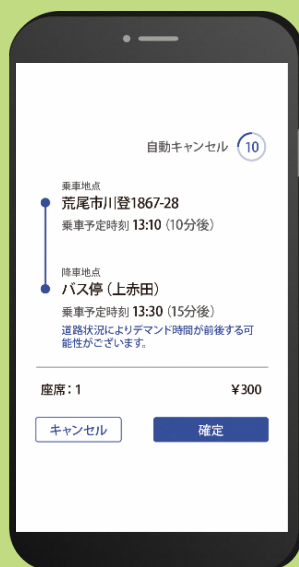 自動キャンセル 10
乗車地点
荒尾市川登1867-28
乗車予定時刻 13:10（10分後）
降車地点
バス停（上赤田）
乗車予定時刻 13:30（15分後）
道路状況によりデマンド時間が前後する可
能性がございます。
座席：1 ¥300
キャンセル 確定